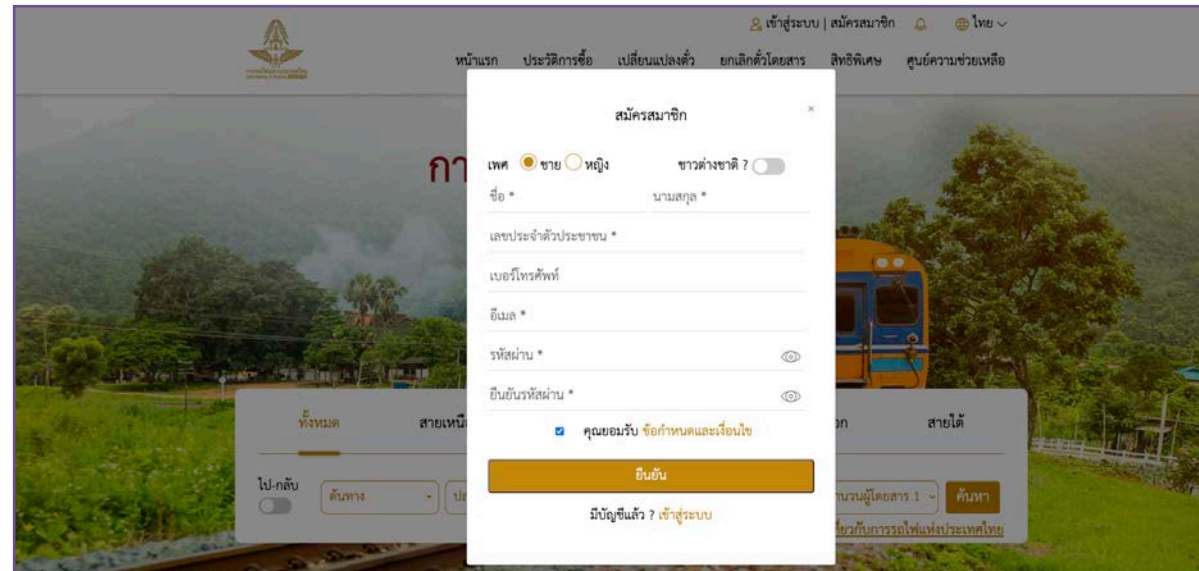 เข้าสู่ระบบ | สมัครสมาชิก ไทย
หน้าแรก ประวัติการซื้อ เปลี่ยนแปลงตั๋ว ยกเลิกตั๋วโดยสาร สิทธิพิเศษ ศูนย์ความช่วยเหลือ
สมัครสมาชิก ×
กา
เพศ ชาย หญิง ชาวต่างชาติ ?
ชื่อ * นามสกุล *
เลขประจำตัวประชาชน *
เบอร์โทรศัพท์
อีเมล *
รหัสผ่าน *
ยืนยันรหัสผ่าน *
ทั้งหมด สายเหนื สายใต้
คุณยอมรับ ข้อกำหนดและเงื่อนไข
ยืนยัน
ไป-กลับ
ต้นทาง ปล านวนผู้โดยสาร 1 ค้นหา
มีบัญชีแล้ว ? เข้าสู่ระบบ
กี่ยวกับการรถไฟแห่งประเทศไทย